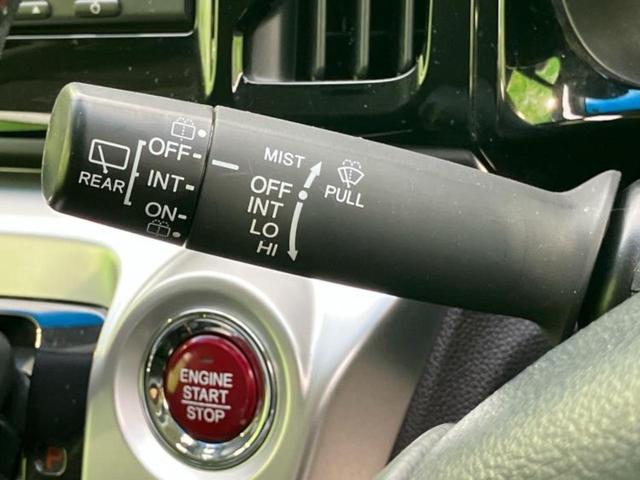 REAR
OFF
INT
ON
MIST
OFF
INT
LO
HI
PULL
ENGINE
START
STOP